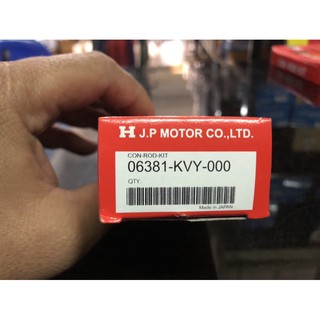 H J.P MOTOR CO.,LTD.
CON-ROD-KIT
06381-KVY-000
QTY.
Made in JAPAN